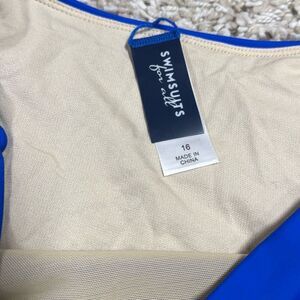 SWIMSUITS
for all
16
MADE IN
CHINA